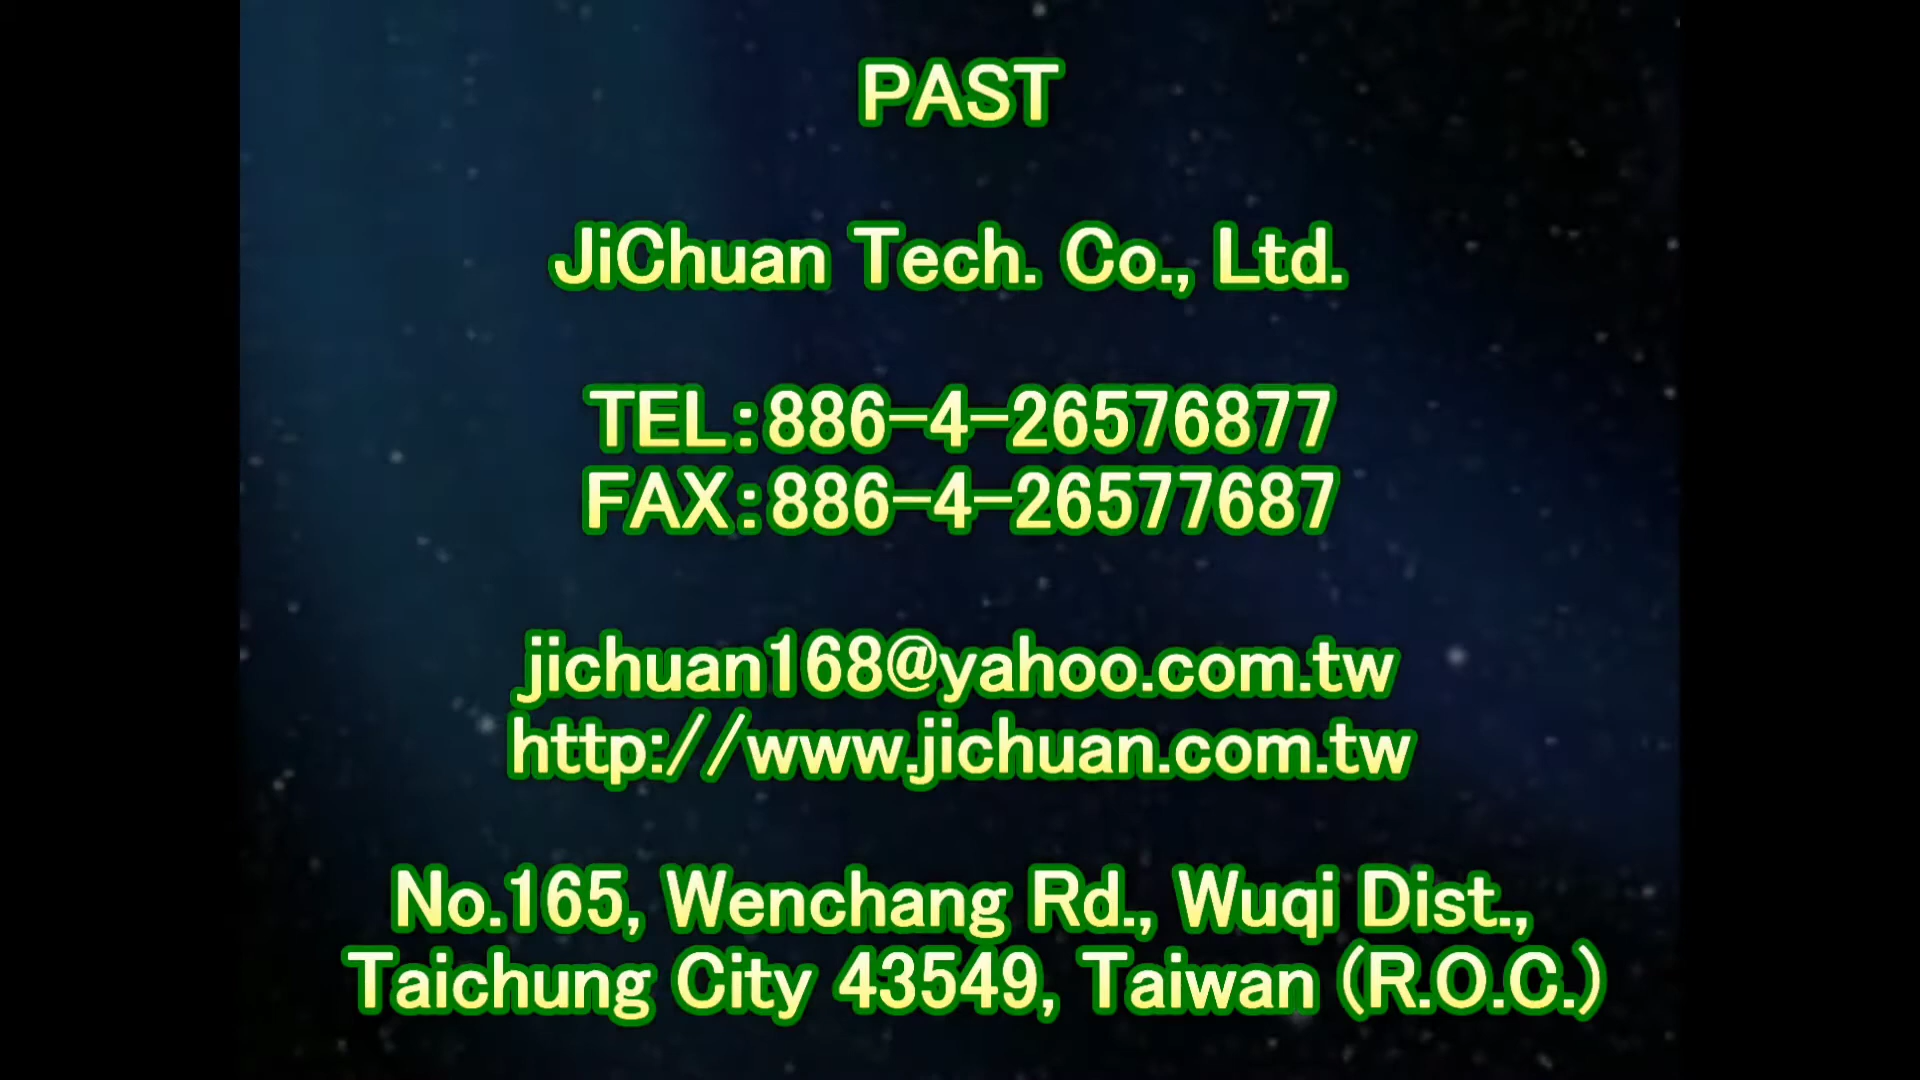 PAST
JiChuan Tech. Co., Ltd.
TEL:886-4-26576877
FAX:886-4-26577687
jichuan168@yahoo.com.tw
http://www.jichuan.com.tw
No.165, Wenchang Rd., Wuqi Dist.,
Taichung City 43549, Taiwan (R.O.C.)